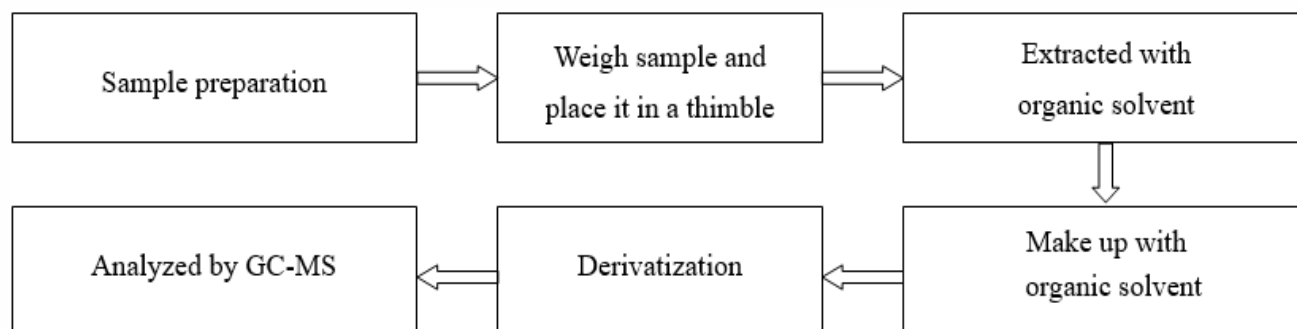 Sample preparation
Weigh sample and
place it in a thimble
Extracted with
organic solvent
Make up with
organic solvent
Derivatization
Analyzed by GC-MS